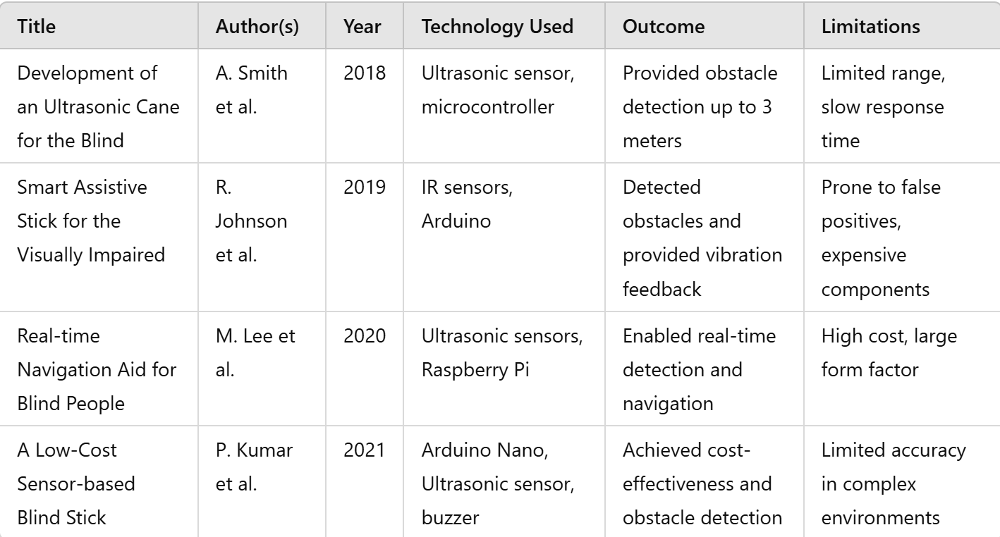 Title Author(s) Year Technology Used Outcome Limitations
Development of an Ultrasonic Cane for the Blind
A. Smith et al.
2018
Ultrasonic sensor, microcontroller
Provided obstacle detection up to 3 meters
Limited range, slow response time
Smart Assistive Stick for the Visually Impaired
R. Johnson et al.
2019
IR sensors, Arduino
Detected obstacles and provided vibration feedback
Prone to false positives, expensive components
Real-time Navigation Aid for Blind People
M. Lee et al.
2020
Ultrasonic sensors, Raspberry Pi
Enabled real-time detection and navigation
High cost, large form factor
A Low-Cost Sensor-based Blind Stick
P. Kumar et al.
2021
Arduino Nano, Ultrasonic sensor, buzzer
Achieved cost-effectiveness and obstacle detection
Limited accuracy in complex environments